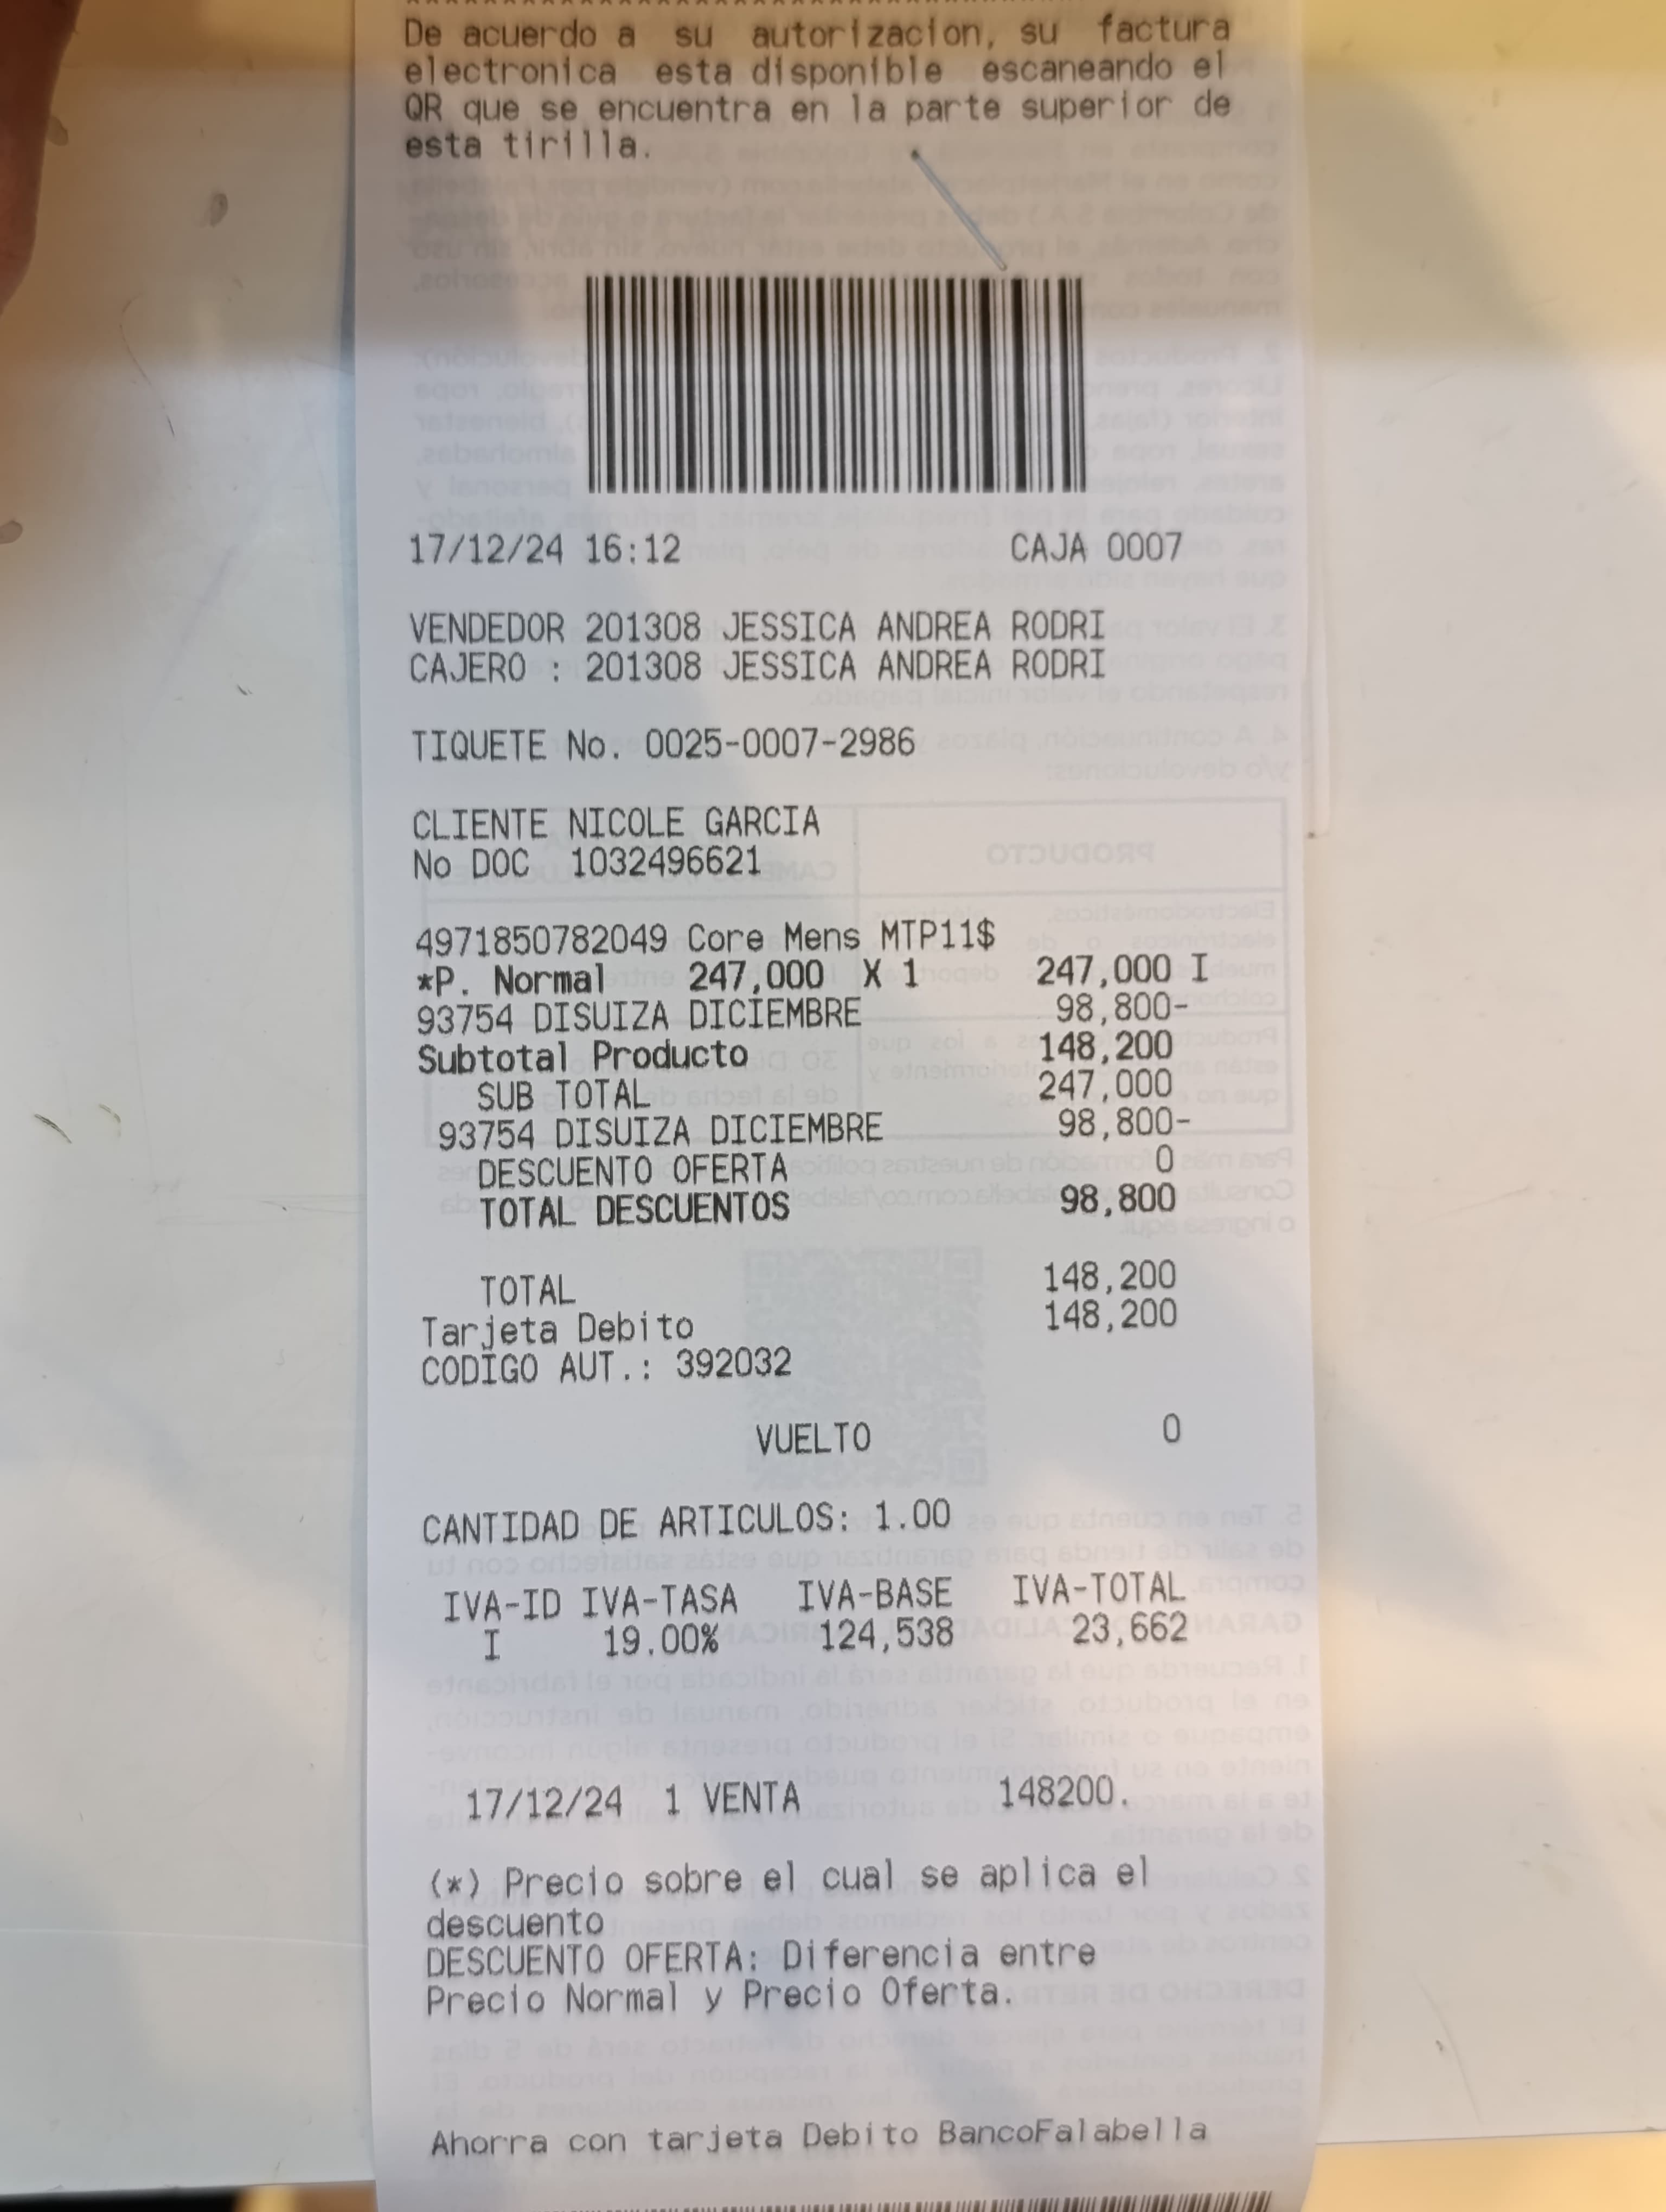 De acuerdo a su autorizacion, su factura
electronica esta disponible escaneando el
QR que se encuentra en la parte superior de
esta tirilla.
17/12/24 16:12 CAJA 0007
VENDEDOR 201308 JESSICA ANDREA RODRI
CAJERO : 201308 JESSICA ANDREA RODRI
TIQUETE No. 0025-0007-2986
CLIENTE NICOLE GARCIA
No DOC 1032496621
4971850782049 Core Mens MTP11$
*P. Normal 247,000 X 1 247,000 I
93754 DISUIZA DICIEMBRE 98,800-
Subtotal Producto 148,200
SUB TOTAL 247,000
93754 DISUIZA DICIEMBRE 98,800-
DESCUENTO OFERTA 0
TOTAL DESCUENTOS 98,800
TOTAL 148,200
Tarjeta Debito 148,200
CODIGO AUT.: 392032
VUELTO 0
CANTIDAD DE ARTICULOS: 1.00
IVA-ID IVA-TASA IVA-BASE IVA-TOTAL
I 19.00% 124,538 23,662
17/12/24 1 VENTA 148200.
(*) Precio sobre el cual se aplica el
descuento
DESCUENTO OFERTA: Diferencia entre
Precio Normal y Precio Oferta.
Ahorra con tarjeta Debito BancoFalabella